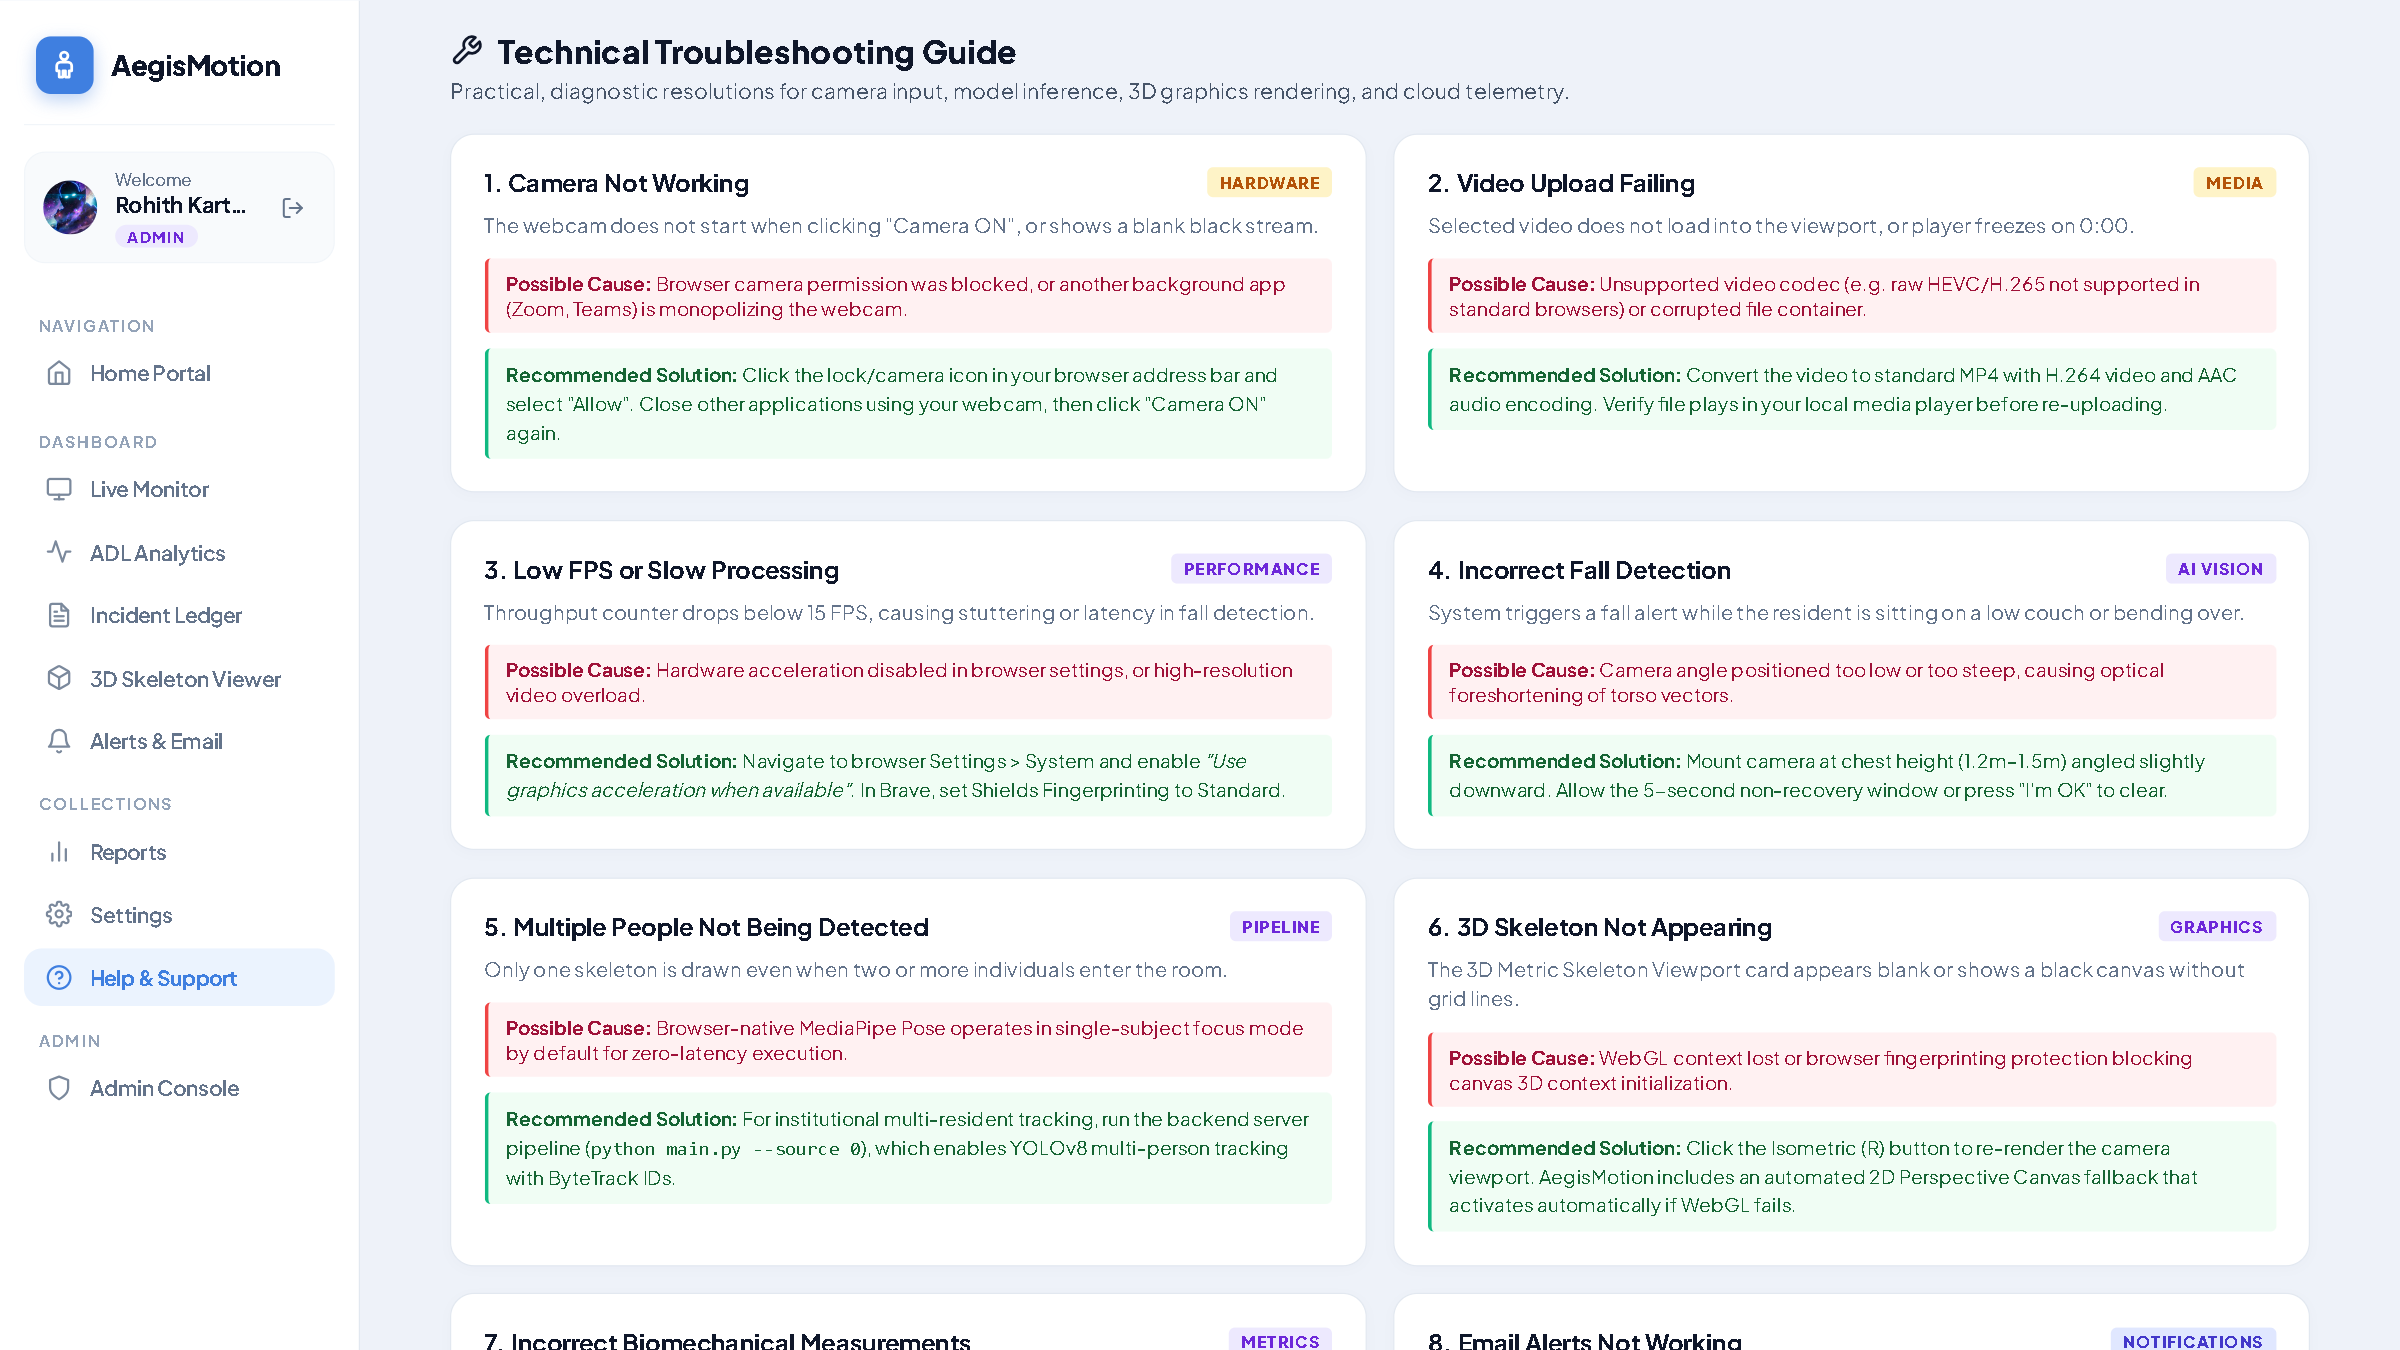 AegisMotion
Welcome
Rohith Kart...
ADMIN
NAVIGATION
Home Portal
DASHBOARD
Live Monitor
ADL Analytics
Incident Ledger
3D Skeleton Viewer
Alerts & Email
COLLECTIONS
Reports
Settings
Help & Support
ADMIN
Admin Console
Technical Troubleshooting Guide
Practical, diagnostic resolutions for camera input, model inference, 3D graphics rendering, and cloud telemetry.
1. Camera Not Working
HARDWARE
The webcam does not start when clicking "Camera ON", or shows a blank black stream.
Possible Cause: Browser camera permission was blocked, or another background app
(Zoom, Teams) is monopolizing the webcam.
Recommended Solution: Click the lock/camera icon in your browser address bar and
select "Allow". Close other applications using your webcam, then click "Camera ON"
again.
2. Video Upload Failing
MEDIA
Selected video does not load into the viewport, or player freezes on 0:00.
Possible Cause: Unsupported video codec (e.g. raw HEVC/H.265 not supported in
standard browsers) or corrupted file container.
Recommended Solution: Convert the video to standard MP4 with H.264 video and AAC
audio encoding. Verify file plays in your local media player before re-uploading.
3. Low FPS or Slow Processing
PERFORMANCE
Throughput counter drops below 15 FPS, causing stuttering or latency in fall detection.
Possible Cause: Hardware acceleration disabled in browser settings, or high-resolution
video overload.
Recommended Solution: Navigate to browser Settings > System and enable "Use
graphics acceleration when available". In Brave, set Shields Fingerprinting to Standard.
4. Incorrect Fall Detection
AI VISION
System triggers a fall alert while the resident is sitting on a low couch or bending over.
Possible Cause: Camera angle positioned too low or too steep, causing optical
foreshortening of torso vectors.
Recommended Solution: Mount camera at chest height (1.2m–1.5m) angled slightly
downward. Allow the 5-second non-recovery window or press "I'm OK" to clear.
5. Multiple People Not Being Detected
PIPELINE
Only one skeleton is drawn even when two or more individuals enter the room.
Possible Cause: Browser-native MediaPipe Pose operates in single-subject focus mode
by default for zero-latency execution.
Recommended Solution: For institutional multi-resident tracking, run the backend server
pipeline (python main.py --source 0), which enables YOLOv8 multi-person tracking
with ByteTrack IDs.
6. 3D Skeleton Not Appearing
GRAPHICS
The 3D Metric Skeleton Viewport card appears blank or shows a black canvas without
grid lines.
Possible Cause: WebGL context lost or browser fingerprinting protection blocking
canvas 3D context initialization.
Recommended Solution: Click the Isometric (R) button to re-render the camera
viewport. AegisMotion includes an automated 2D Perspective Canvas fallback that
activates automatically if WebGL fails.
7. Incorrect Biomechanical Measurements
METRICS
8. Email Alerts Not Working
NOTIFICATIONS